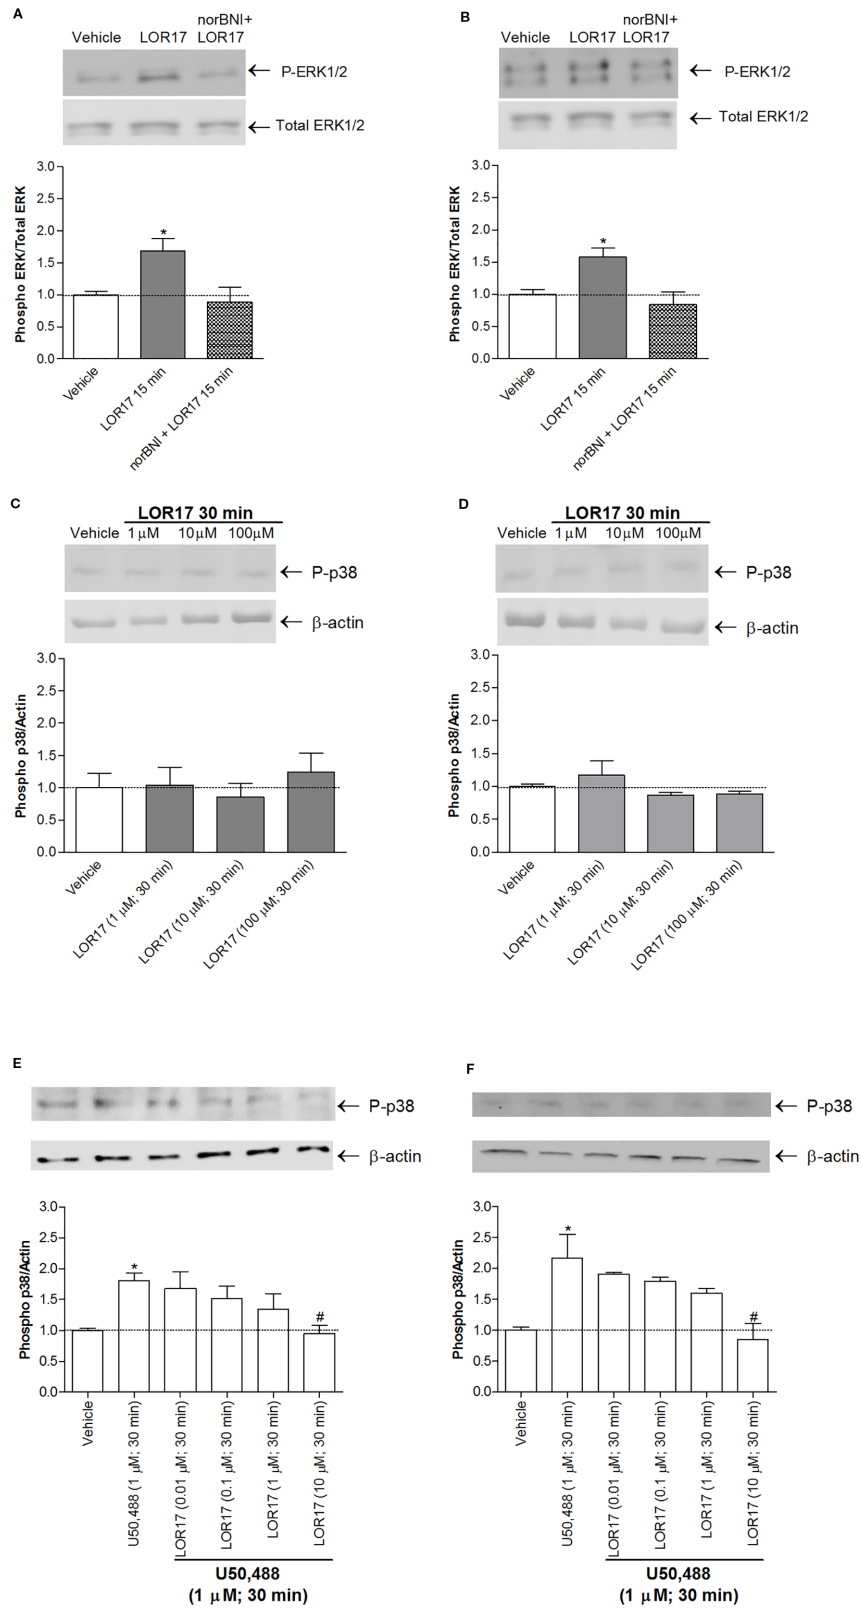 A
Vehicle LOR17 norBNI+
LOR17
P-ERK1/2
Total ERK1/2
Phospho ERK/Total ERK
3.0
2.5
2.0
1.5
1.0
0.5
0.0
*
Vehicle
LOR17 15 min
norBNI + LOR17 15 min
B
Vehicle LOR17 norBNI+
LOR17
P-ERK1/2
Total ERK1/2
Phospho ERK/Total ERK
3.0
2.5
2.0
1.5
1.0
0.5
0.0
*
Vehicle
LOR17 15 min
norBNI + LOR17 15 min
C
LOR17 30 min
Vehicle 1 μM 10μM 100μM
P-p38
β-actin
Phospho p38/Actin
3.0
2.5
2.0
1.5
1.0
0.5
0.0
Vehicle
LOR17 (1 μM; 30 min)
LOR17 (10 μM; 30 min)
LOR17 (100 μM; 30 min)
D
LOR17 30 min
Vehicle 1 μM 10 μM 100μM
P-p38
β-actin
Phospho p38/Actin
3.0
2.5
2.0
1.5
1.0
0.5
0.0
Vehicle
LOR17 (1 μM; 30 min)
LOR17 (10 μM; 30 min)
LOR17 (100 μM; 30 min)
E
P-p38
β-actin
Phospho p38/Actin
3.0
2.5
2.0
1.5
1.0
0.5
0.0
*
#
Vehicle
U50,488 (1 μM; 30 min)
LOR17 (0.01 μM; 30 min)
LOR17 (0.1 μM; 30 min)
LOR17 (1 μM; 30 min)
LOR17 (10 μM; 30 min)
U50,488
(1 μM; 30 min)
F
P-p38
β-actin
Phospho p38/Actin
3.0
2.5
2.0
1.5
1.0
0.5
0.0
*
#
Vehicle
U50,488 (1 μM; 30 min)
LOR17 (0.01 μM; 30 min)
LOR17 (0.1 μM; 30 min)
LOR17 (1 μM; 30 min)
LOR17 (10 μM; 30 min)
U50,488
(1 μM; 30 min)